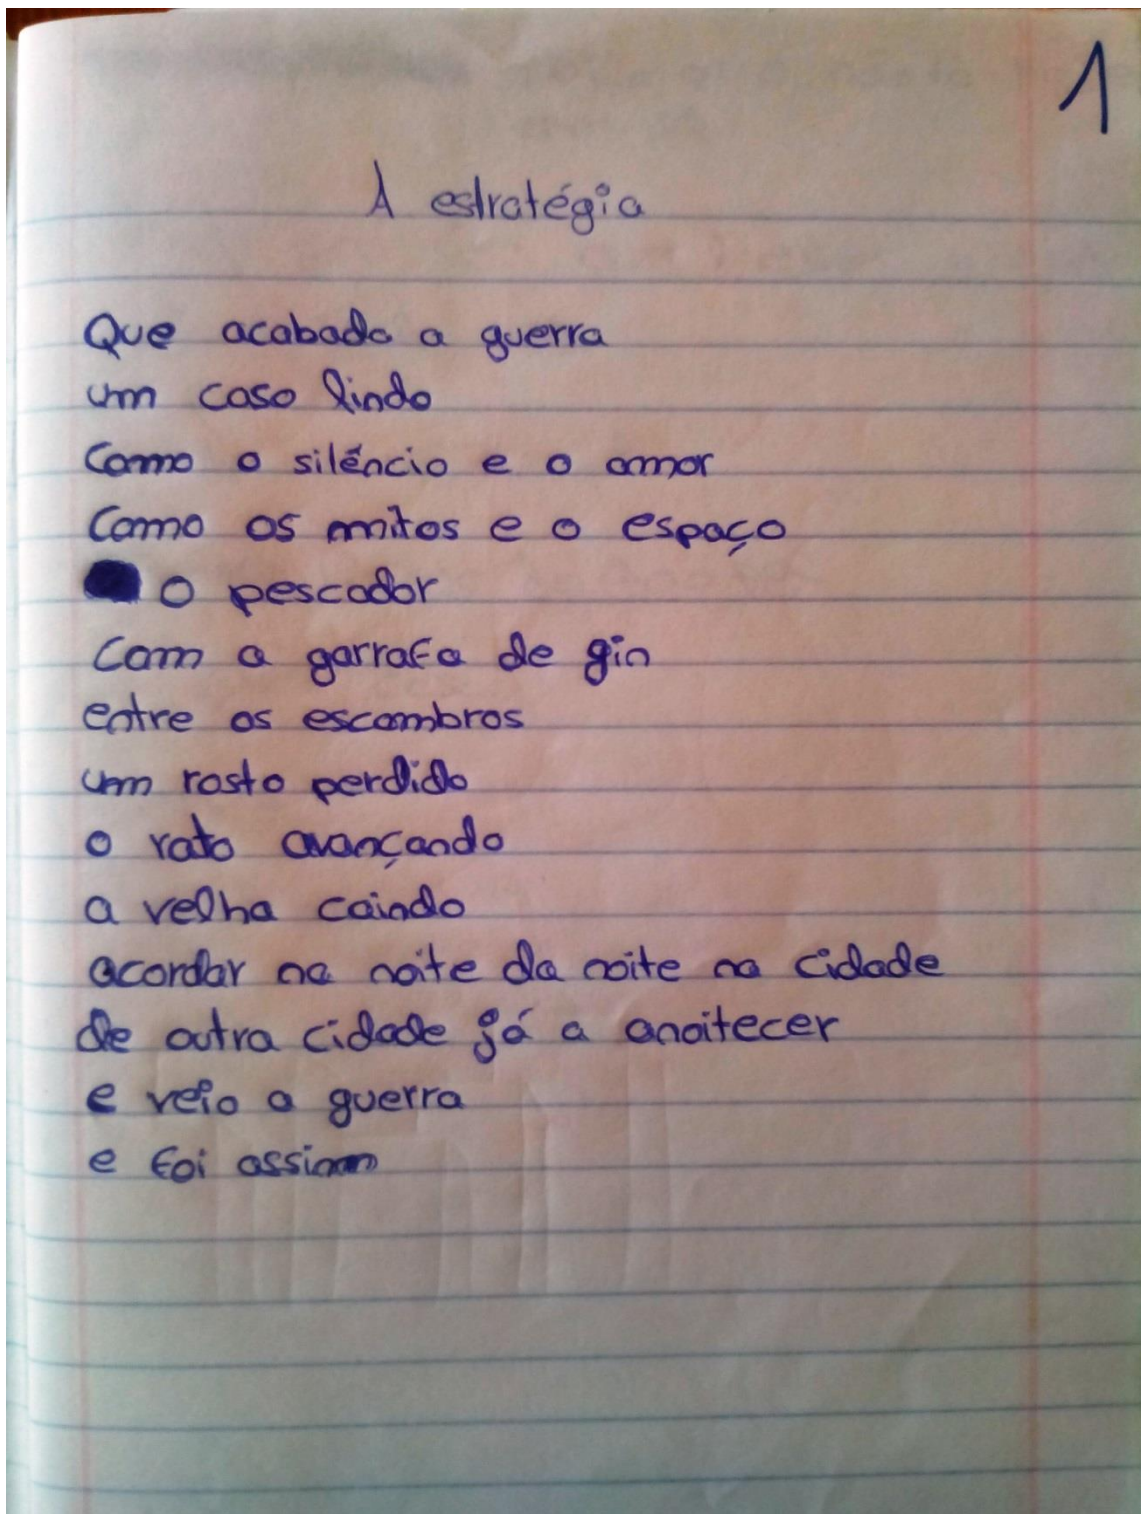 1
A estratégia
Que acabada a guerra
um caso lindo
Como o silêncio e o amor
Como os mitos e o espaço
o pescador
Com a garrafa de gin
entre os escombros
um rosto perdido
o rato avançando
a velha caindo
acordar na noite da noite na cidade
de outra cidade já a anoitecer
e veio a guerra
e foi assim